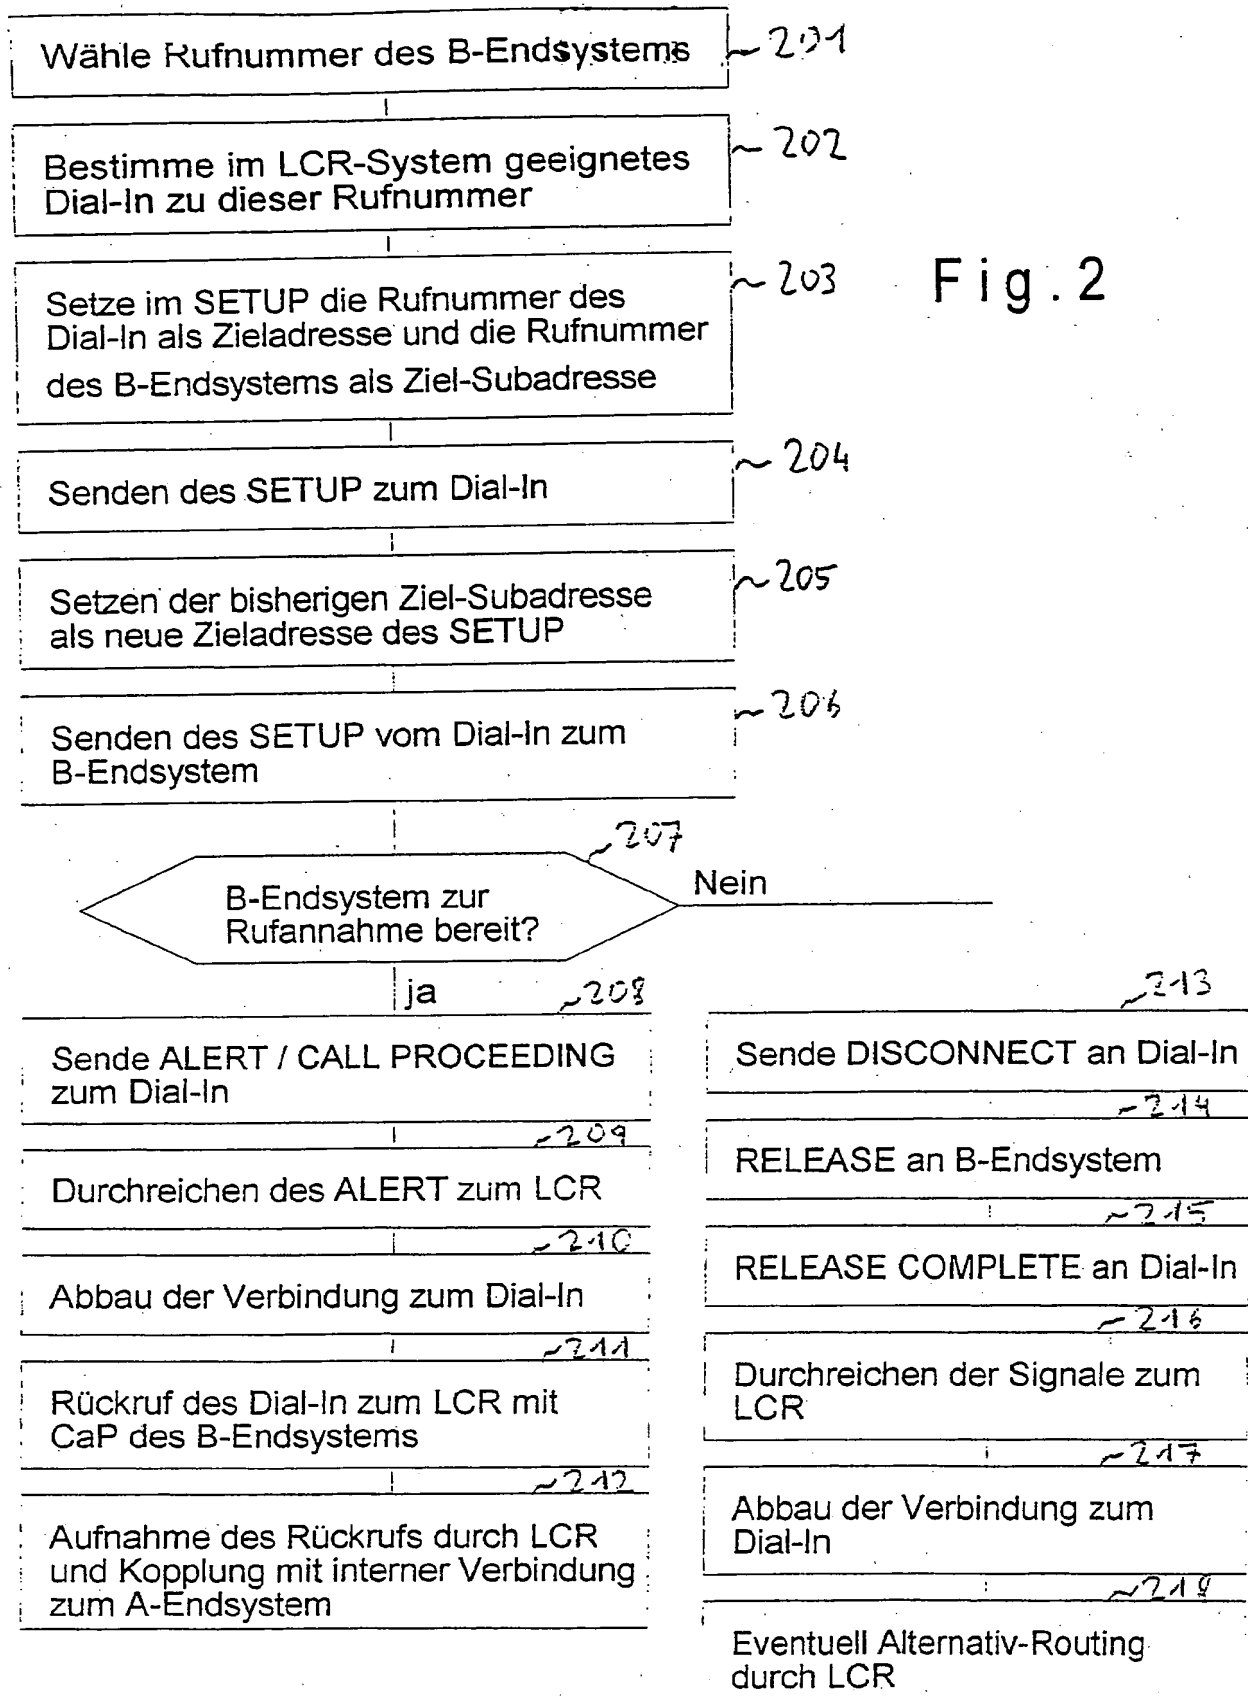 Wähle Rufnummer des B-Endsystems
201
Bestimme im LCR-System geeignetes
Dial-In zu dieser Rufnummer
202
Setze im SETUP die Rufnummer des
Dial-In als Zieladresse und die Rufnummer
des B-Endsystems als Ziel-Subadresse
203
Fig.2
Senden des SETUP zum Dial-In
204
Setzen der bisherigen Ziel-Subadresse
als neue Zieladresse des SETUP
205
Senden des SETUP vom Dial-In zum
B-Endsystem
206
207
B-Endsystem zur
Rufannahme bereit?
Nein
ja
208
Sende ALERT / CALL PROCEEDING
zum Dial-In
209
Durchreichen des ALERT zum LCR
210
Abbau der Verbindung zum Dial-In
211
Rückruf des Dial-In zum LCR mit
CaP des B-Endsystems
212
Aufnahme des Rückrufs durch LCR
und Kopplung mit interner Verbindung
zum A-Endsystem
213
Sende DISCONNECT an Dial-In
214
RELEASE an B-Endsystem
215
RELEASE COMPLETE an Dial-In
216
Durchreichen der Signale zum
LCR
217
Abbau der Verbindung zum
Dial-In
218
Eventuell Alternativ-Routing
durch LCR